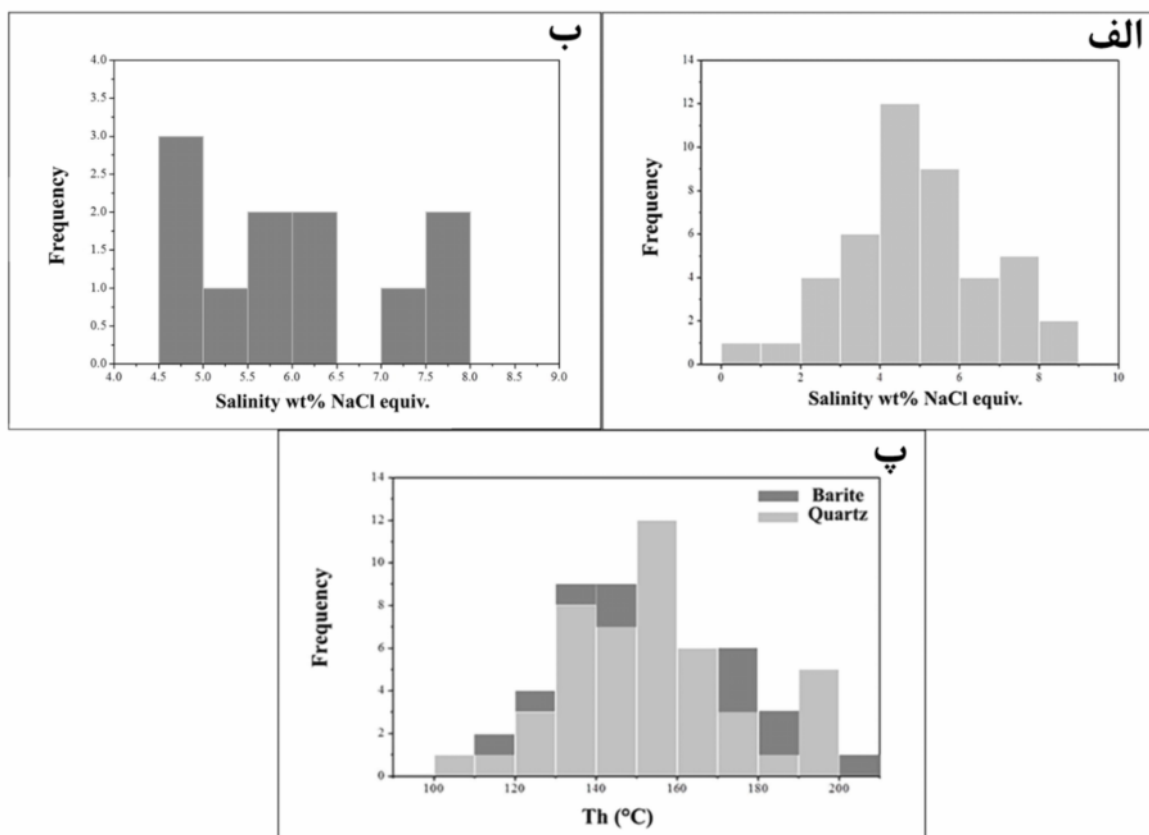 ب
4.0
3.5
3.0
2.5
2.0
1.5
1.0
0.5
0.0
Frequency
4.0 4.5 5.0 5.5 6.0 6.5 7.0 7.5 8.0 8.5 9.0
Salinity wt% NaCl equiv.
الف
14
12
10
8
6
4
2
0
Frequency
0 2 4 6 8 10
Salinity wt% NaCl equiv.
پ
14
12
10
8
6
4
2
0
Frequency
Barite
Quartz
100 120 140 160 180 200
Th (°C)